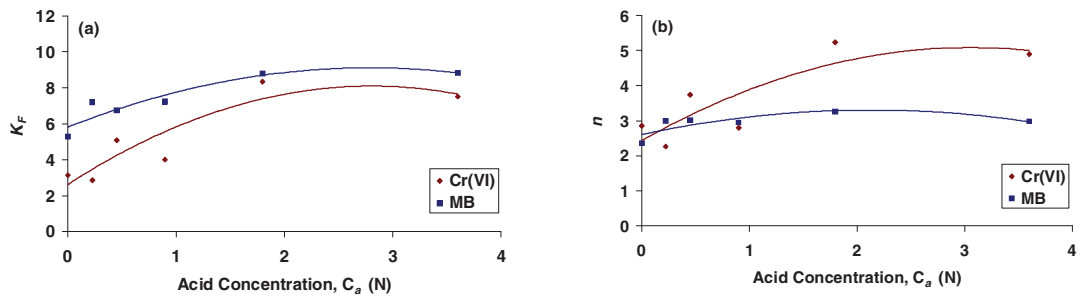 (a)
12
10
8
6
4
2
0
K_F
0 1 2 3 4
Acid Concentration, C_a (N)
Cr(VI)
MB
(b)
6
5
4
3
2
1
0
n
0 1 2 3 4
Acid Concentration, C_a (N)
Cr(VI)
MB